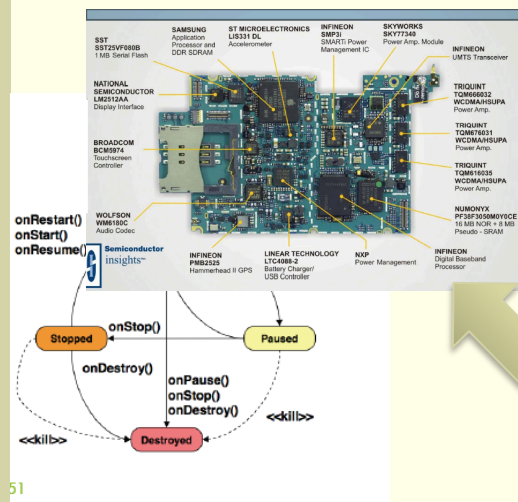 SST
SST25VF080B
1 MB Serial Flash
SAMSUNG
Application
Processor and
DDR SDRAM
ST MICROELECTRONICS
LIS331 DL
Accelerometer
INFINEON
SMP3i
SMARTi Power
Management IC
SKYWORKS
SKY77340
Power Amp. Module
INFINEON
UMTS Transceiver
NATIONAL
SEMICONDUCTOR
LM2512AA
Display Interface
TRIQUINT
TQM666032
WCDMA/HSUPA
Power Amp.
BROADCOM
BCM5974
Touchscreen
Controller
TRIQUINT
TQM676031
WCDMA/HSUPA
Power Amp.
TRIQUINT
TQM616035
WCDMA/HSUPA
Power Amp.
WOLFSON
WM6180C
Audio Codec
NUMONYX
PF38F3050M0Y0CE
16 MB NOR + 8 MB
Pseudo - SRAM
INFINEON
PMB2525
Hammerhead II GPS
LINEAR TECHNOLOGY
LTC4088-2
Battery Charger/
USB Controller
NXP
Power Management
INFINEON
Digital Baseband
Processor
Semiconductor
insights™
onRestart()
onStart()
onResume()
Stopped
onStop()
Paused
onDestroy()
onPause()
onStop()
onDestroy()
<<kill>>
<<kill>>
Destroyed
51